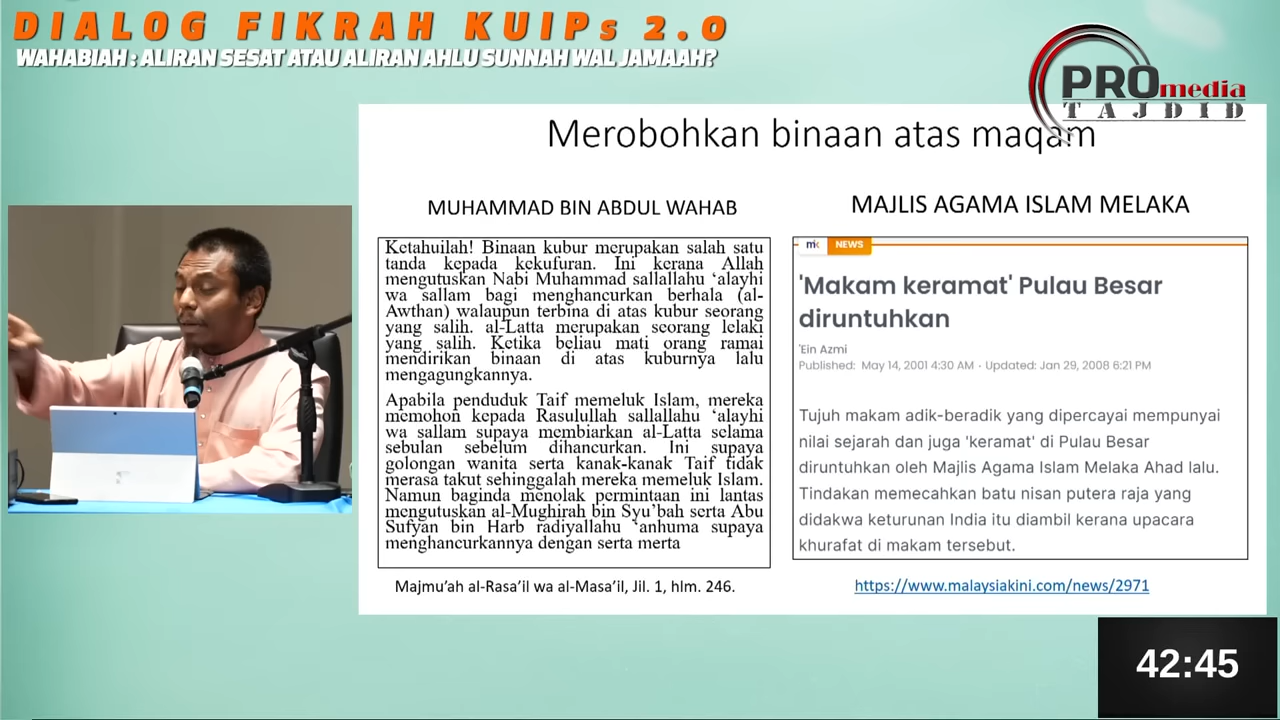 DIALOG FIKRAH KUIPs 2.0
WAHABIAH : ALIRAN SESAT ATAU ALIRAN AHLU SUNNAH WAL JAMAAH?
PROmedia
TAJDID
Merobohkan binaan atas maqam
MUHAMMAD BIN ABDUL WAHAB
Ketahuilah! Binaan kubur merupakan salah satu
tanda kepada kekufuran. Ini kerana Allah
mengutuskan Nabi Muhammad sallallahu ‘alayhi
wa sallam bagi menghancurkan berhala (al-
Awthan) walaupun terbina di atas kubur seorang
yang salih. al-Latta merupakan seorang lelaki
yang salih. Ketika beliau mati orang ramai
mendirikan binaan di atas kuburnya lalu
mengagungkannya.
Apabila penduduk Taif memeluk Islam, mereka
memohon kepada Rasulullah sallallahu ‘alayhi
wa sallam supaya membiarkan al-Latta selama
sebulan sebelum dihancurkan. Ini supaya
golongan wanita serta kanak-kanak Taif tidak
merasa takut sehinggalah mereka memeluk Islam.
Namun baginda menolak permintaan ini lantas
mengutuskan al-Mughirah bin Syu’bah serta Abu
Sufyan bin Harb radiyallahu ‘anhuma supaya
menghancurkannya dengan serta merta
Majmu’ah al-Rasa’il wa al-Masa’il, Jil. 1, hlm. 246.
MAJLIS AGAMA ISLAM MELAKA
mk NEWS
'Makam keramat' Pulau Besar
diruntuhkan
'Ein Azmi
Published: May 14, 2001 4:30 AM · Updated: Jan 29, 2008 6:21 PM
Tujuh makam adik-beradik yang dipercayai mempunyai
nilai sejarah dan juga 'keramat' di Pulau Besar
diruntuhkan oleh Majlis Agama Islam Melaka Ahad lalu.
Tindakan memecahkan batu nisan putera raja yang
didakwa keturunan India itu diambil kerana upacara
khurafat di makam tersebut.
https://www.malaysiakini.com/news/2971
42:45